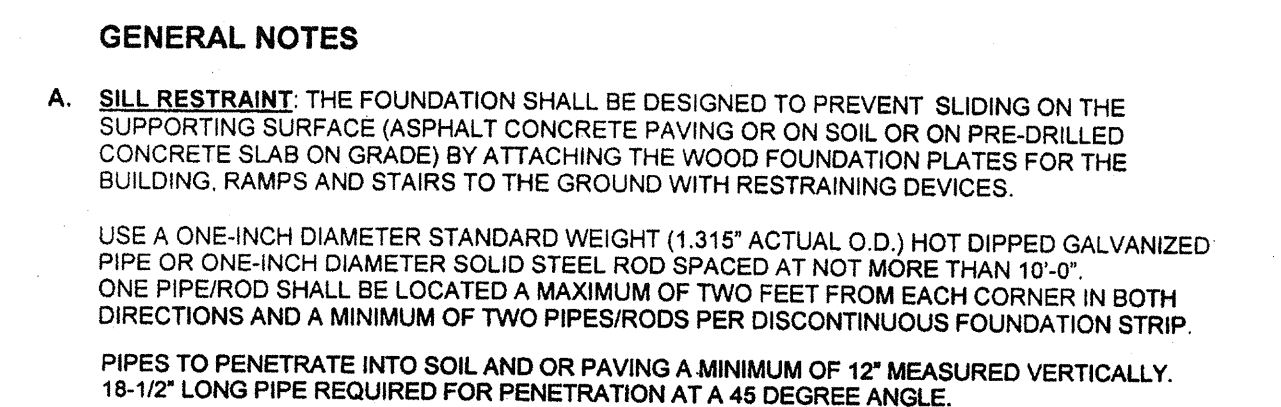 GENERAL NOTES
A. SILL RESTRAINT: THE FOUNDATION SHALL BE DESIGNED TO PREVENT SLIDING ON THE
SUPPORTING SURFACE (ASPHALT CONCRETE PAVING OR ON SOIL OR ON PRE-DRILLED
CONCRETE SLAB ON GRADE) BY ATTACHING THE WOOD FOUNDATION PLATES FOR THE
BUILDING, RAMPS AND STAIRS TO THE GROUND WITH RESTRAINING DEVICES.
USE A ONE-INCH DIAMETER STANDARD WEIGHT (1.315" ACTUAL O.D.) HOT DIPPED GALVANIZED
PIPE OR ONE-INCH DIAMETER SOLID STEEL ROD SPACED AT NOT MORE THAN 10'-0".
ONE PIPE/ROD SHALL BE LOCATED A MAXIMUM OF TWO FEET FROM EACH CORNER IN BOTH
DIRECTIONS AND A MINIMUM OF TWO PIPES/RODS PER DISCONTINUOUS FOUNDATION STRIP.
PIPES TO PENETRATE INTO SOIL AND OR PAVING A MINIMUM OF 12" MEASURED VERTICALLY.
18-1/2" LONG PIPE REQUIRED FOR PENETRATION AT A 45 DEGREE ANGLE.